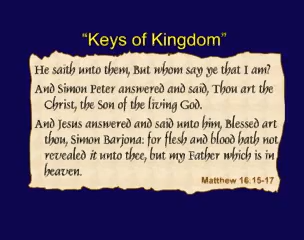 “Keys of Kingdom”
He saith unto them, But whom say ye that I am?
And Simon Peter answered and said, Thou art the
Christ, the Son of the living God.
And Jesus answered and said unto him, Blessed art
thou, Simon Barjona: for flesh and blood hath not
revealed it unto thee, but my Father which is in
heaven.
Matthew 16:15-17